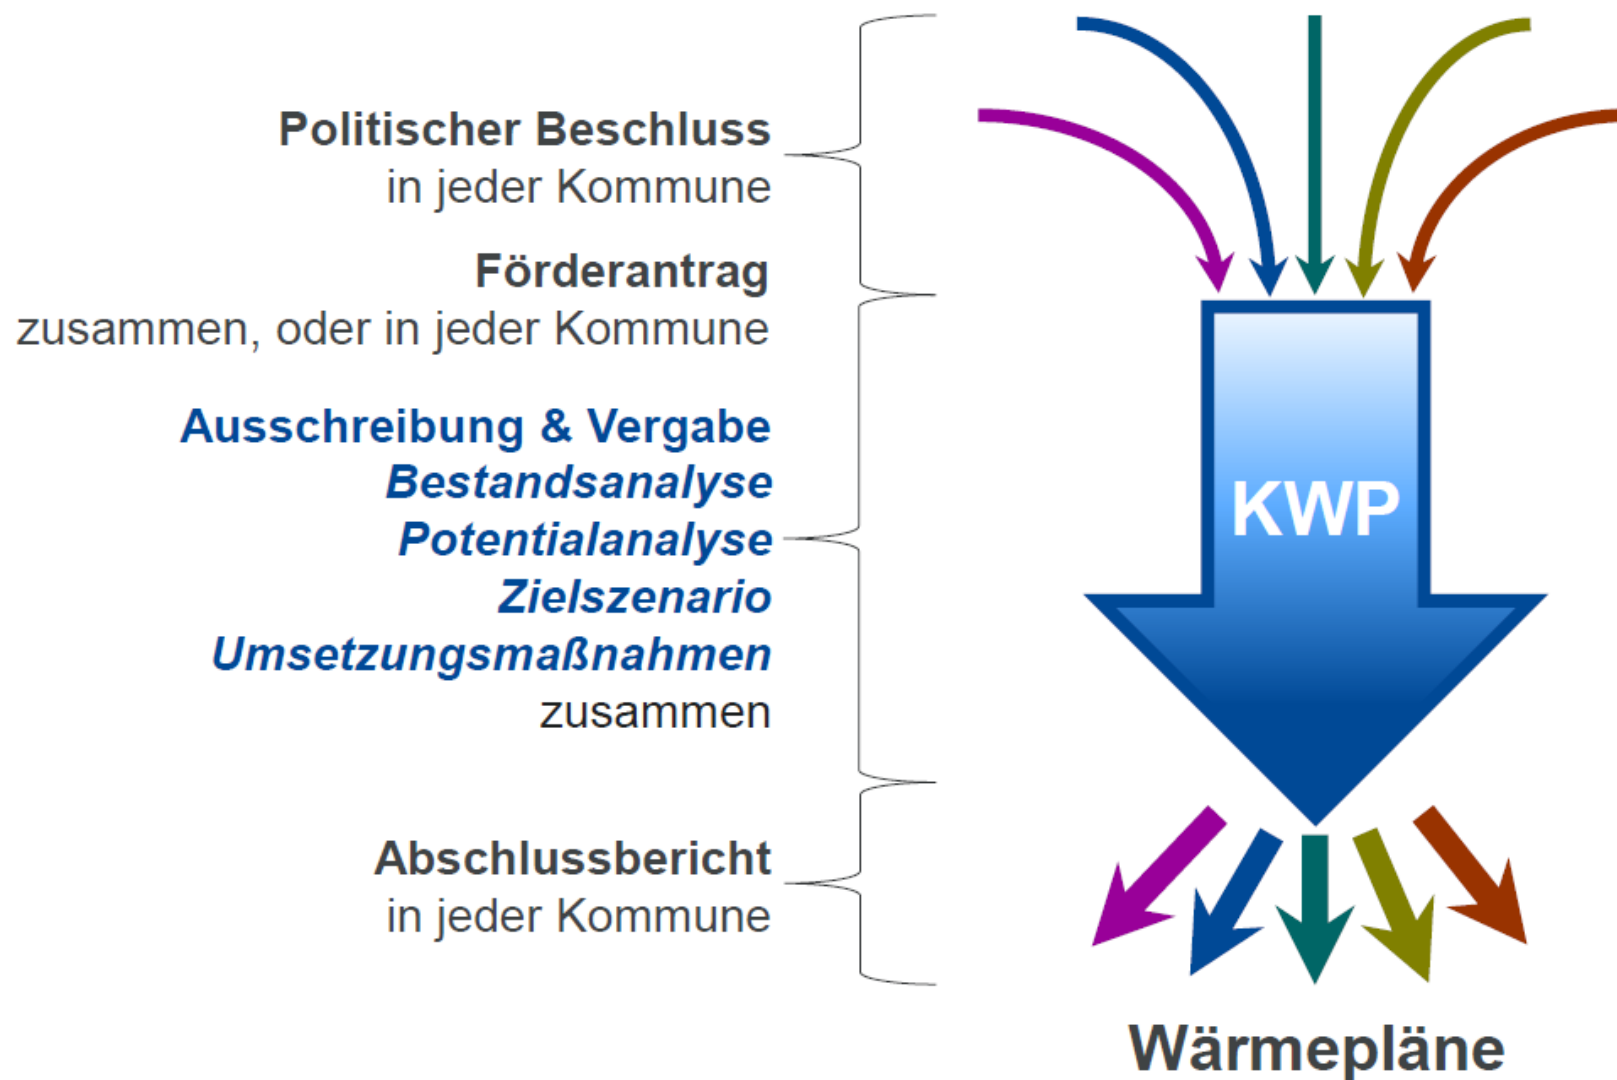 Politischer Beschluss
in jeder Kommune
Förderantrag
zusammen, oder in jeder Kommune
Ausschreibung & Vergabe
Bestandsanalyse
Potentialanalyse
Zielszenario
Umsetzungsmaßnahmen
zusammen
Abschlussbericht
in jeder Kommune
KWP
Wärmepläne